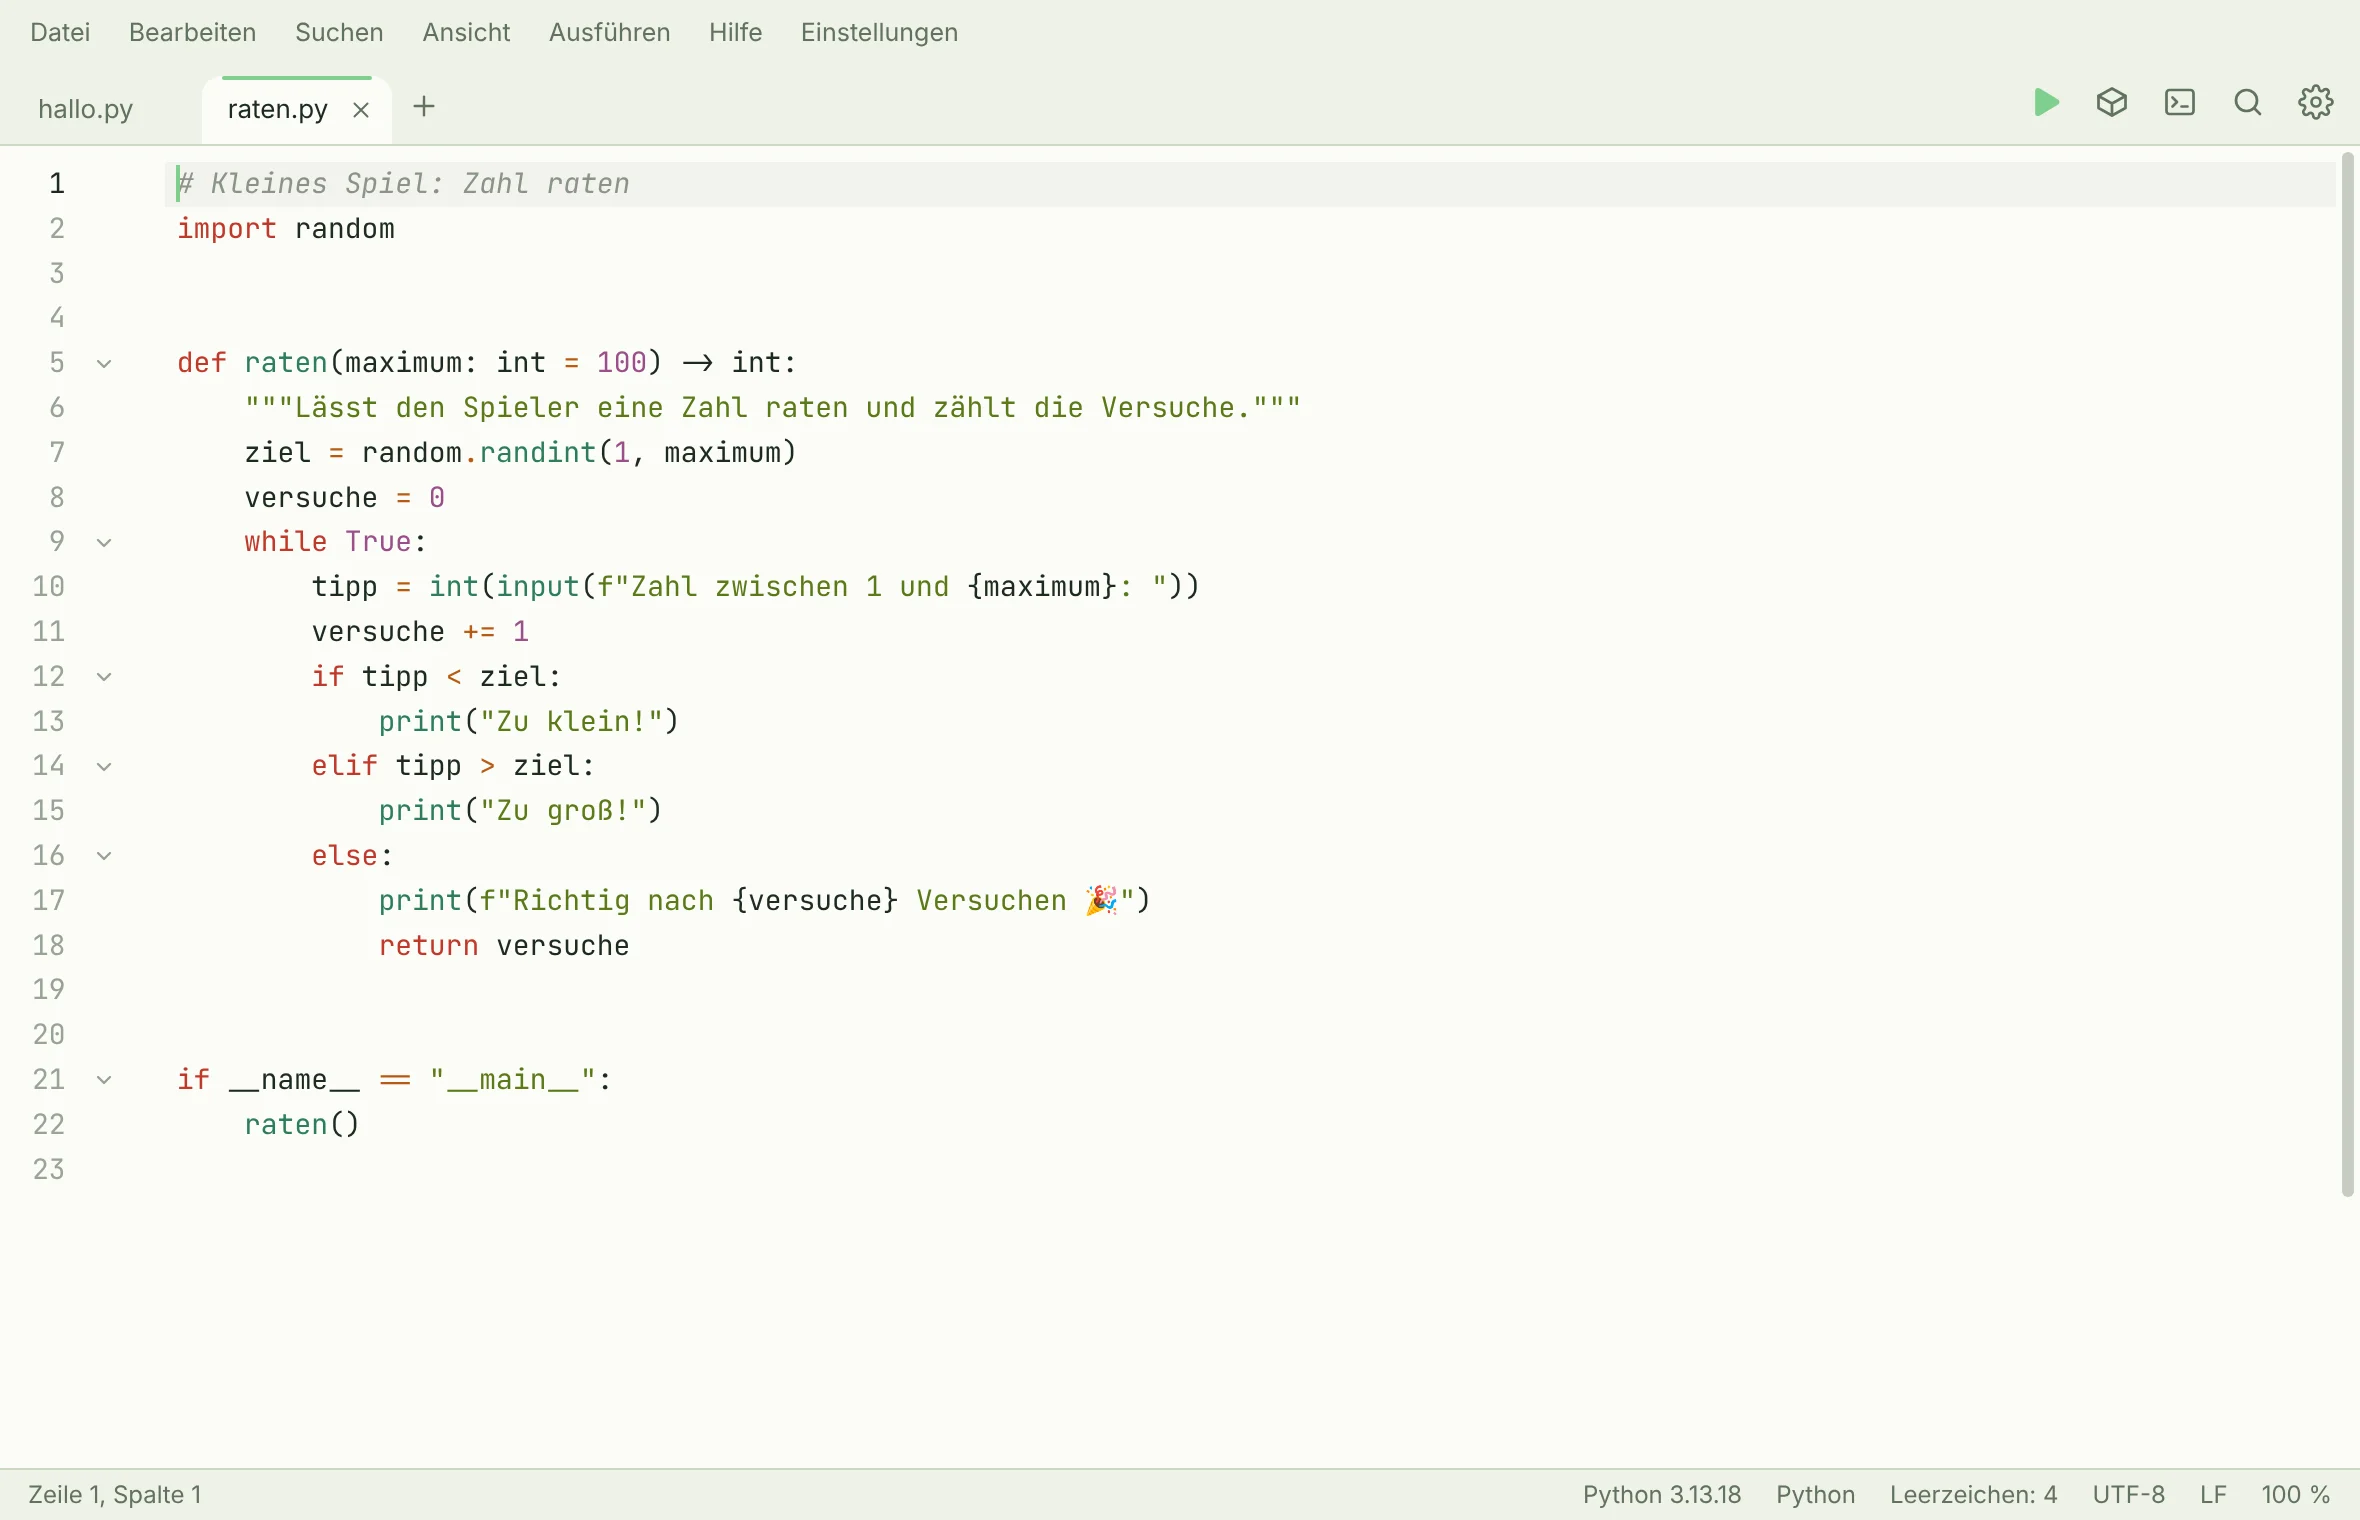 Datei Bearbeiten Suchen Ansicht Ausführen Hilfe Einstellungen
hallo.py raten.py
1 # Kleines Spiel: Zahl raten
2 import random
3
4
5 def raten(maximum: int = 100) -> int:
6     """Lässt den Spieler eine Zahl raten und zählt die Versuche."""
7     ziel = random.randint(1, maximum)
8     versuche = 0
9     while True:
10         tipp = int(input(f"Zahl zwischen 1 und {maximum}: "))
11         versuche += 1
12         if tipp < ziel:
13             print("Zu klein!")
14         elif tipp > ziel:
15             print("Zu groß!")
16         else:
17             print(f"Richtig nach {versuche} Versuchen 🎉")
18             return versuche
19
20
21 if __name__ == "__main__":
22     raten()
23
Zeile 1, Spalte 1 Python 3.13.18 Python Leerzeichen: 4 UTF-8 LF 100 %